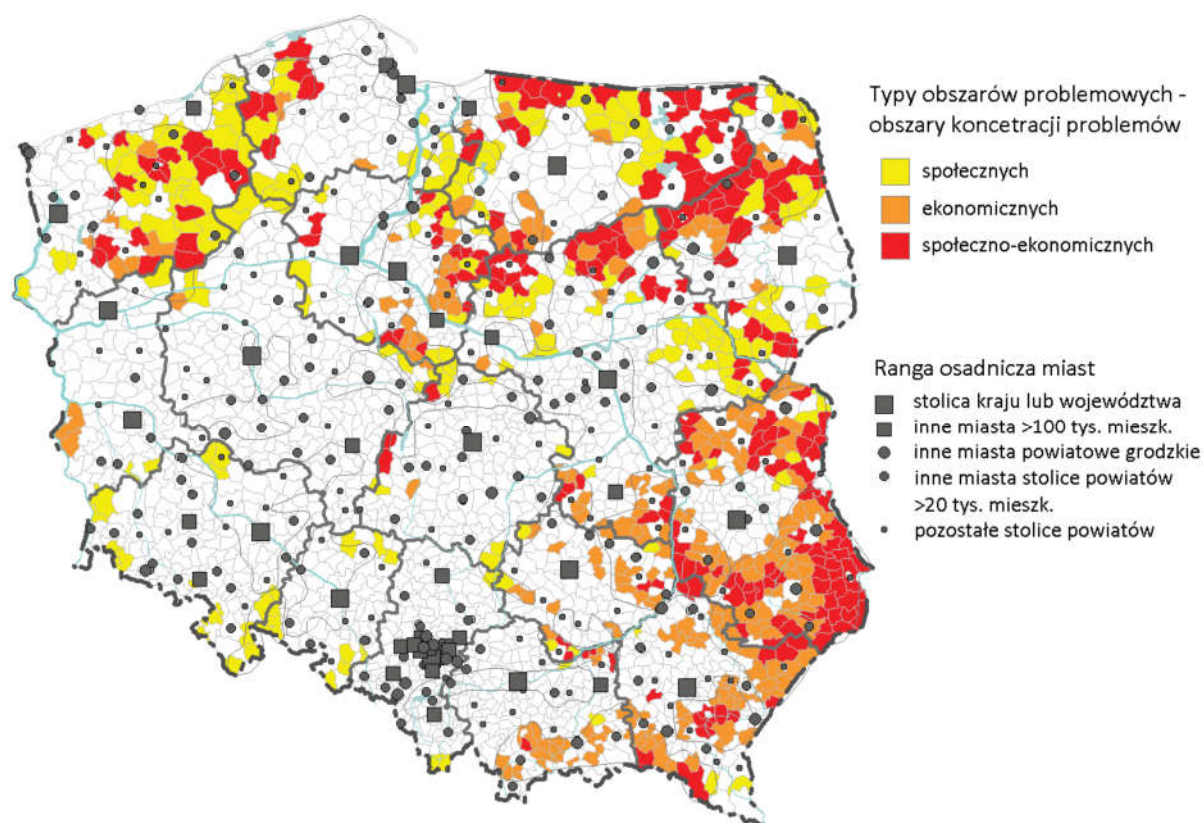 Typy obszarów problemowych -
obszary koncetracji problemów
społecznych
ekonomicznych
społeczno-ekonomicznych
Ranga osadnicza miast
stolica kraju lub województwa
inne miasta >100 tys. mieszk.
inne miasta powiatowe grodzkie
inne miasta stolice powiatów
>20 tys. mieszk.
pozostałe stolice powiatów